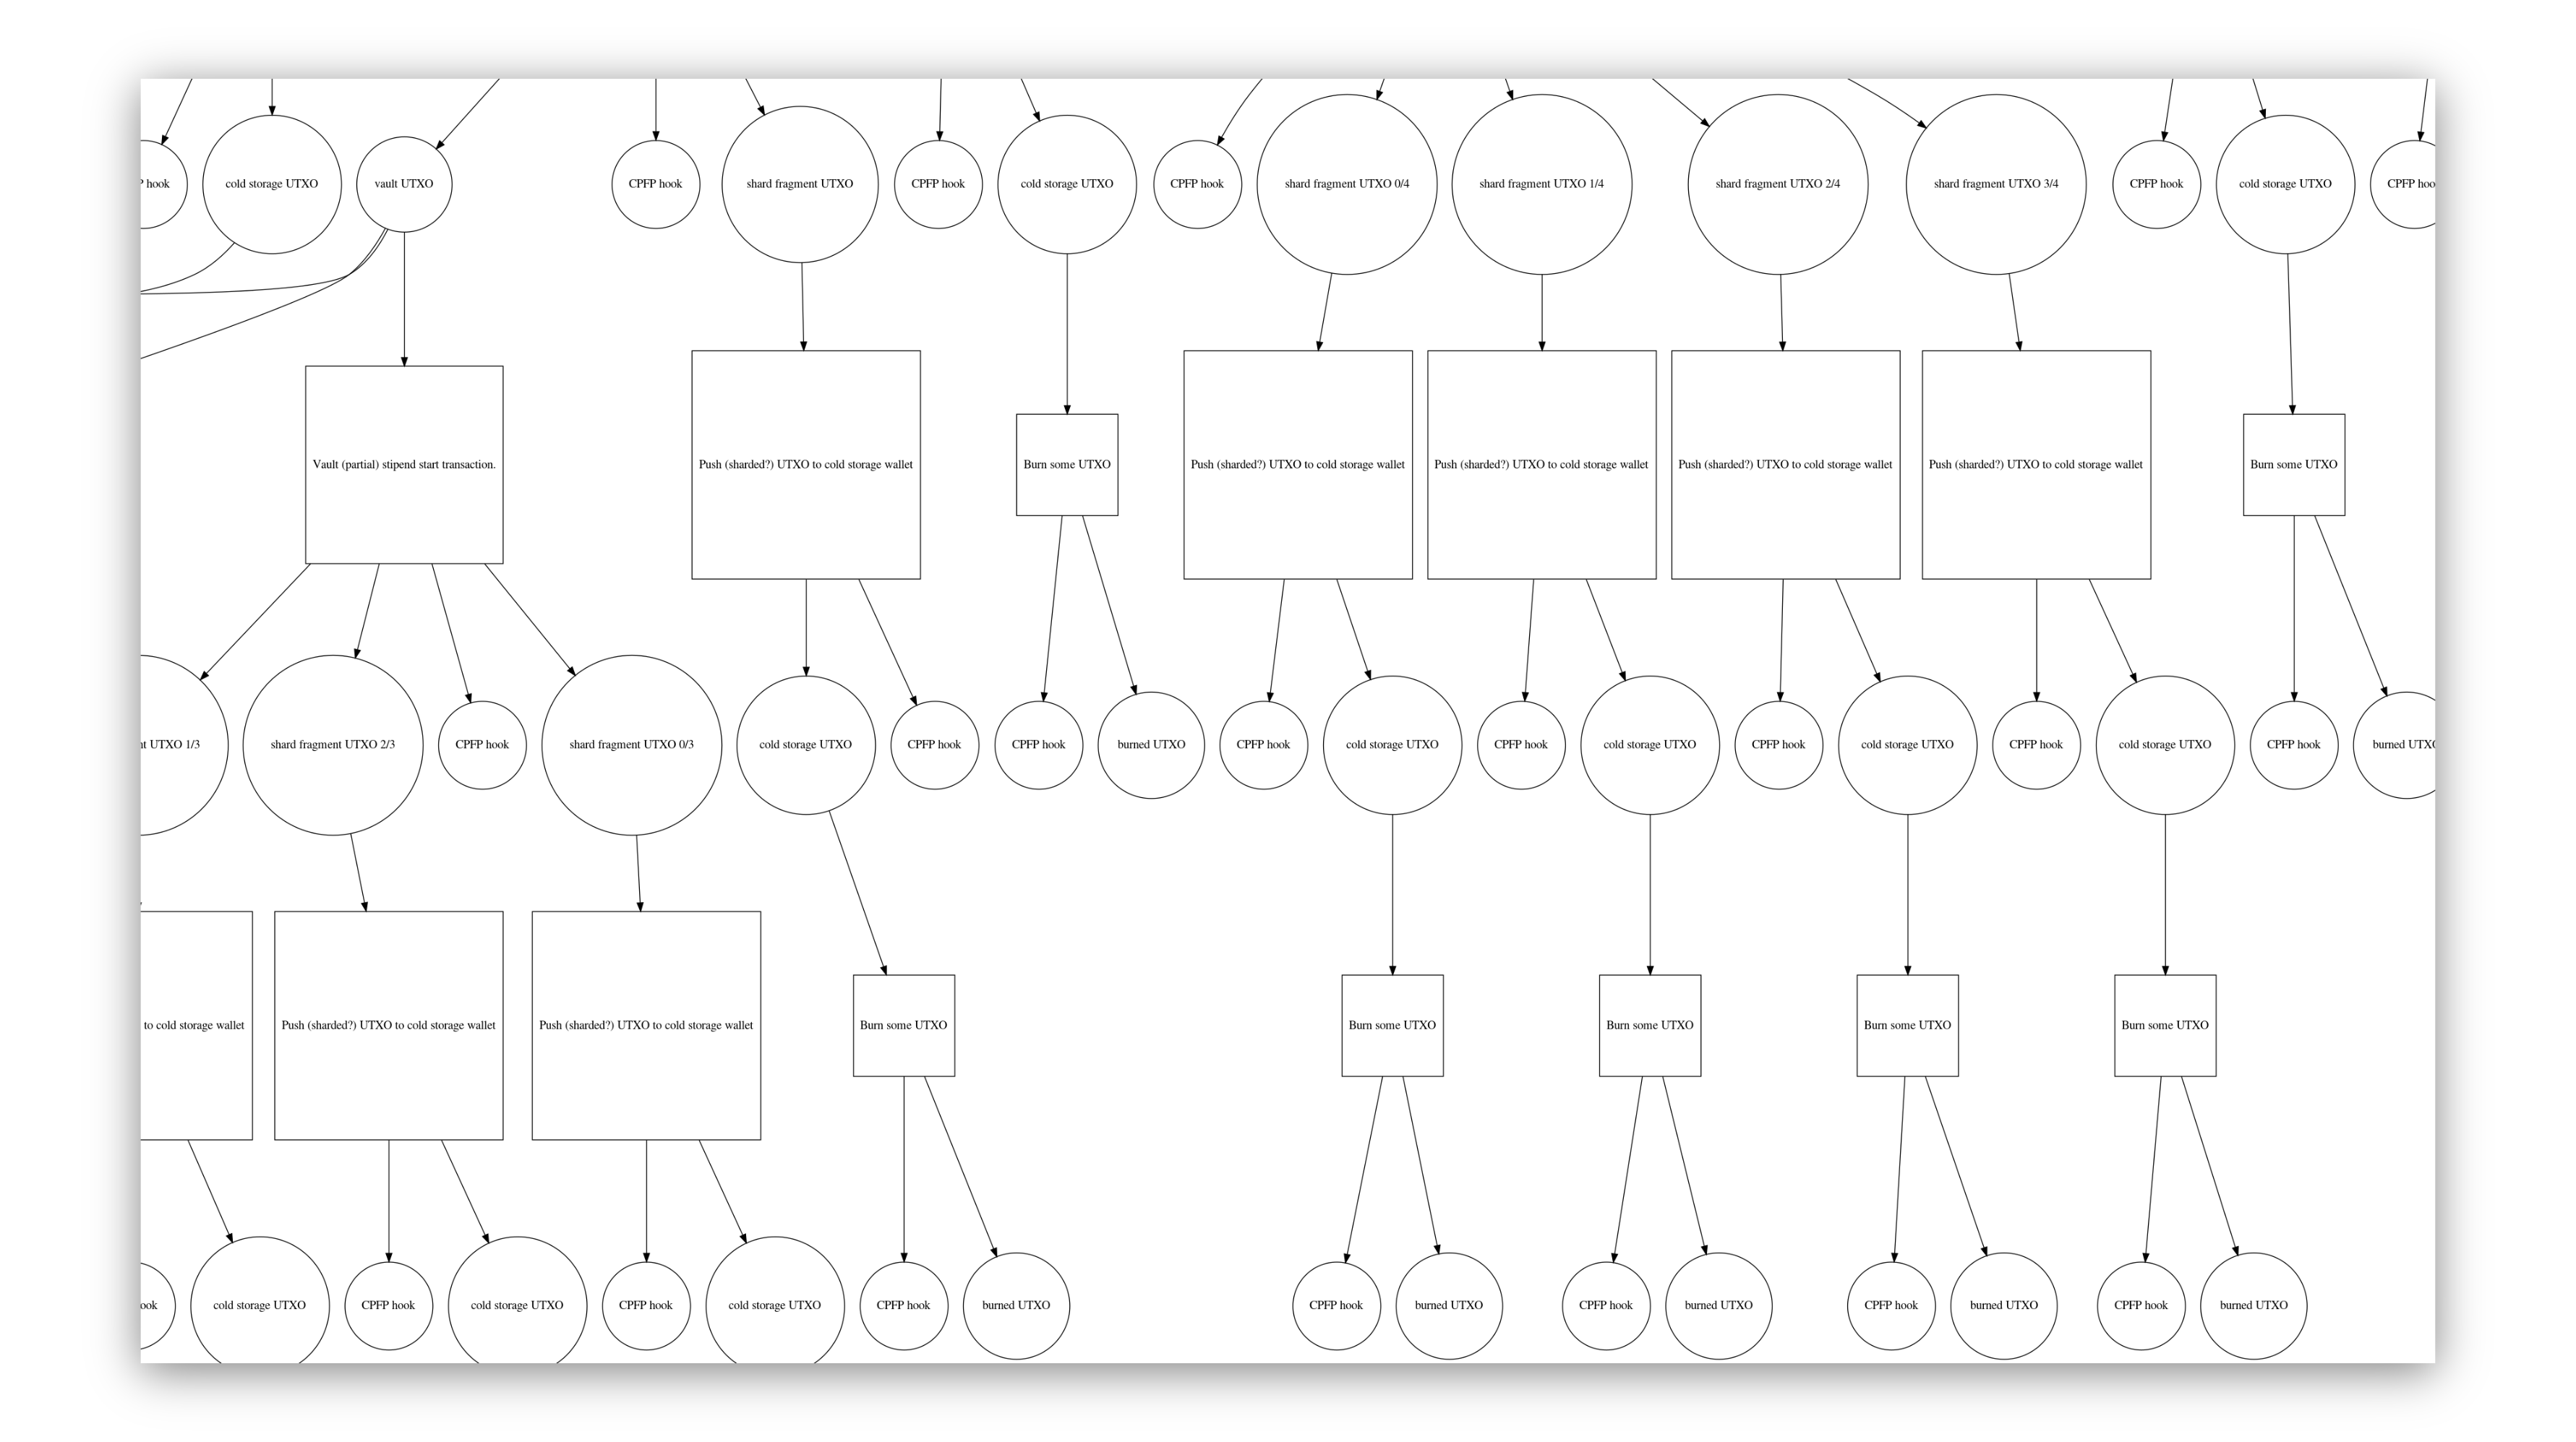 hook
cold storage UTXO
vault UTXO
CPFP hook
shard fragment UTXO
CPFP hook
cold storage UTXO
CPFP hook
shard fragment UTXO 0/4
shard fragment UTXO 1/4
shard fragment UTXO 2/4
shard fragment UTXO 3/4
CPFP hook
cold storage UTXO
CPFP hoo
Vault (partial) stipend start transaction.
Push (sharded?) UTXO to cold storage wallet
Burn some UTXO
Push (sharded?) UTXO to cold storage wallet
Push (sharded?) UTXO to cold storage wallet
Push (sharded?) UTXO to cold storage wallet
Push (sharded?) UTXO to cold storage wallet
Burn some UTXO
nt UTXO 1/3
shard fragment UTXO 2/3
CPFP hook
shard fragment UTXO 0/3
cold storage UTXO
CPFP hook
CPFP hook
burned UTXO
CPFP hook
cold storage UTXO
CPFP hook
cold storage UTXO
CPFP hook
cold storage UTXO
CPFP hook
cold storage UTXO
CPFP hook
burned UTXO
to cold storage wallet
Push (sharded?) UTXO to cold storage wallet
Push (sharded?) UTXO to cold storage wallet
Burn some UTXO
Burn some UTXO
Burn some UTXO
Burn some UTXO
Burn some UTXO
ook
cold storage UTXO
CPFP hook
cold storage UTXO
CPFP hook
cold storage UTXO
CPFP hook
burned UTXO
CPFP hook
burned UTXO
CPFP hook
burned UTXO
CPFP hook
burned UTXO
CPFP hook
burned UTXO